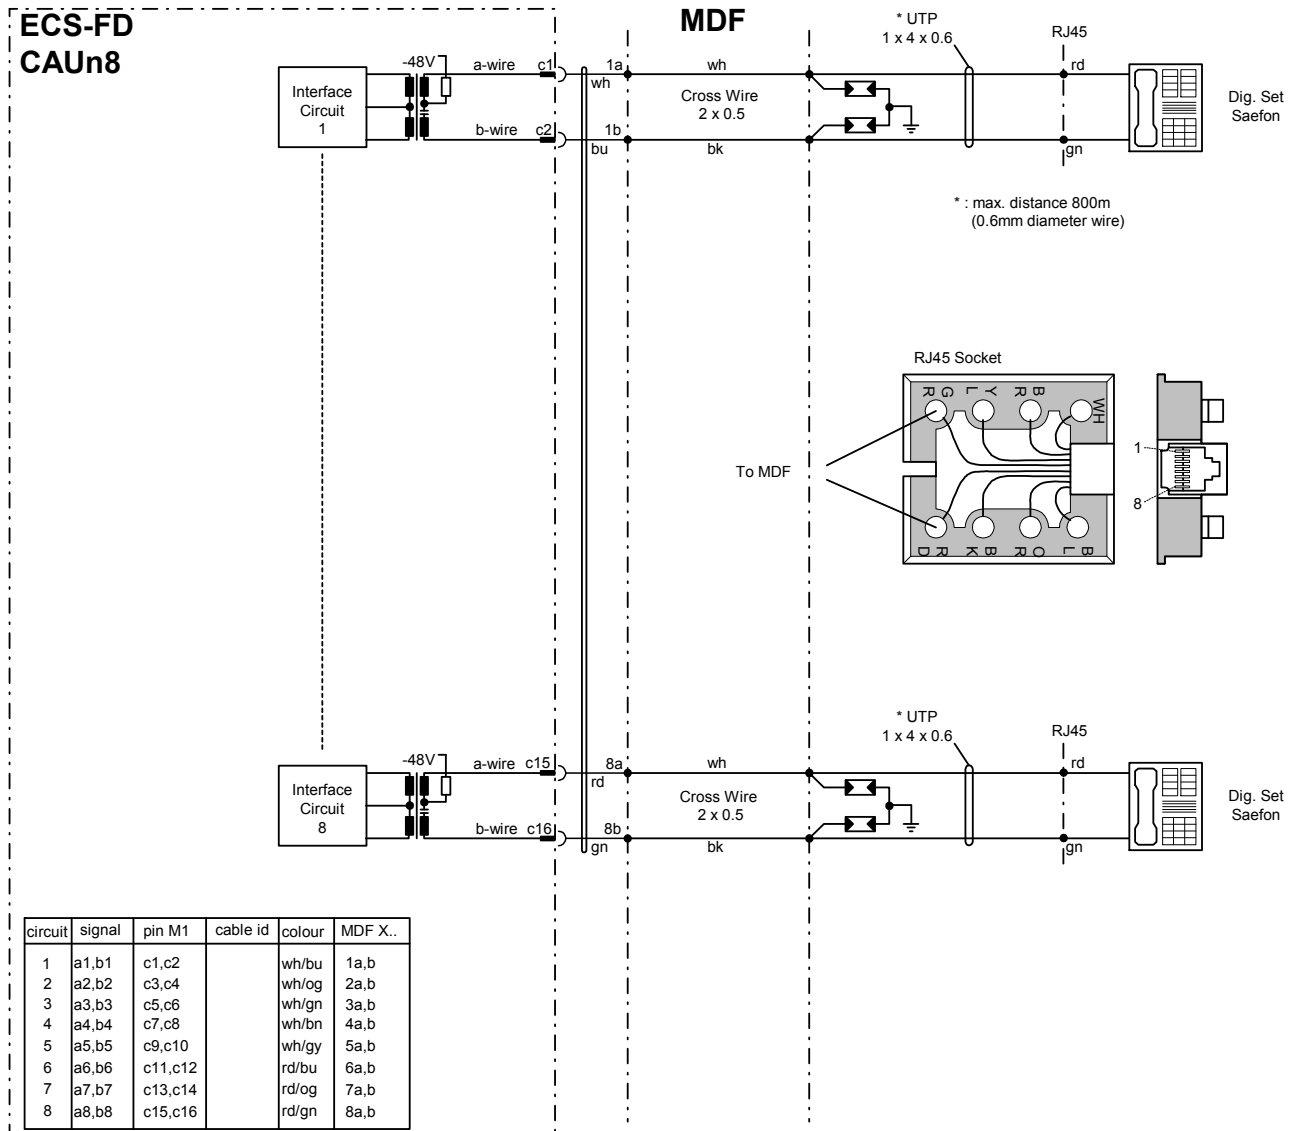 ECS-FD
CAUn8
MDF
* UTP
1 x 4 x 0.6
RJ45
-48V
a-wire
c1
1a
wh
wh
rd
Interface
Circuit
1
Cross Wire
2 x 0.5
Dig. Set
Saefon
b-wire
c2
1b
bu
bk
gn
* : max. distance 800m
(0.6mm diameter wire)
RJ45 Socket
R G
L Y
R B
WH
To MDF
1
8
D R
K B
R O
L B
* UTP
1 x 4 x 0.6
RJ45
-48V
a-wire
c15
8a
rd
wh
rd
Interface
Circuit
8
Cross Wire
2 x 0.5
Dig. Set
Saefon
b-wire
c16
8b
gn
bk
gn
circuit signal pin M1 cable id colour MDF X..
1 a1,b1 c1,c2 wh/bu 1a,b
2 a2,b2 c3,c4 wh/og 2a,b
3 a3,b3 c5,c6 wh/gn 3a,b
4 a4,b4 c7,c8 wh/bn 4a,b
5 a5,b5 c9,c10 wh/gy 5a,b
6 a6,b6 c11,c12 rd/bu 6a,b
7 a7,b7 c13,c14 rd/og 7a,b
8 a8,b8 c15,c16 rd/gn 8a,b